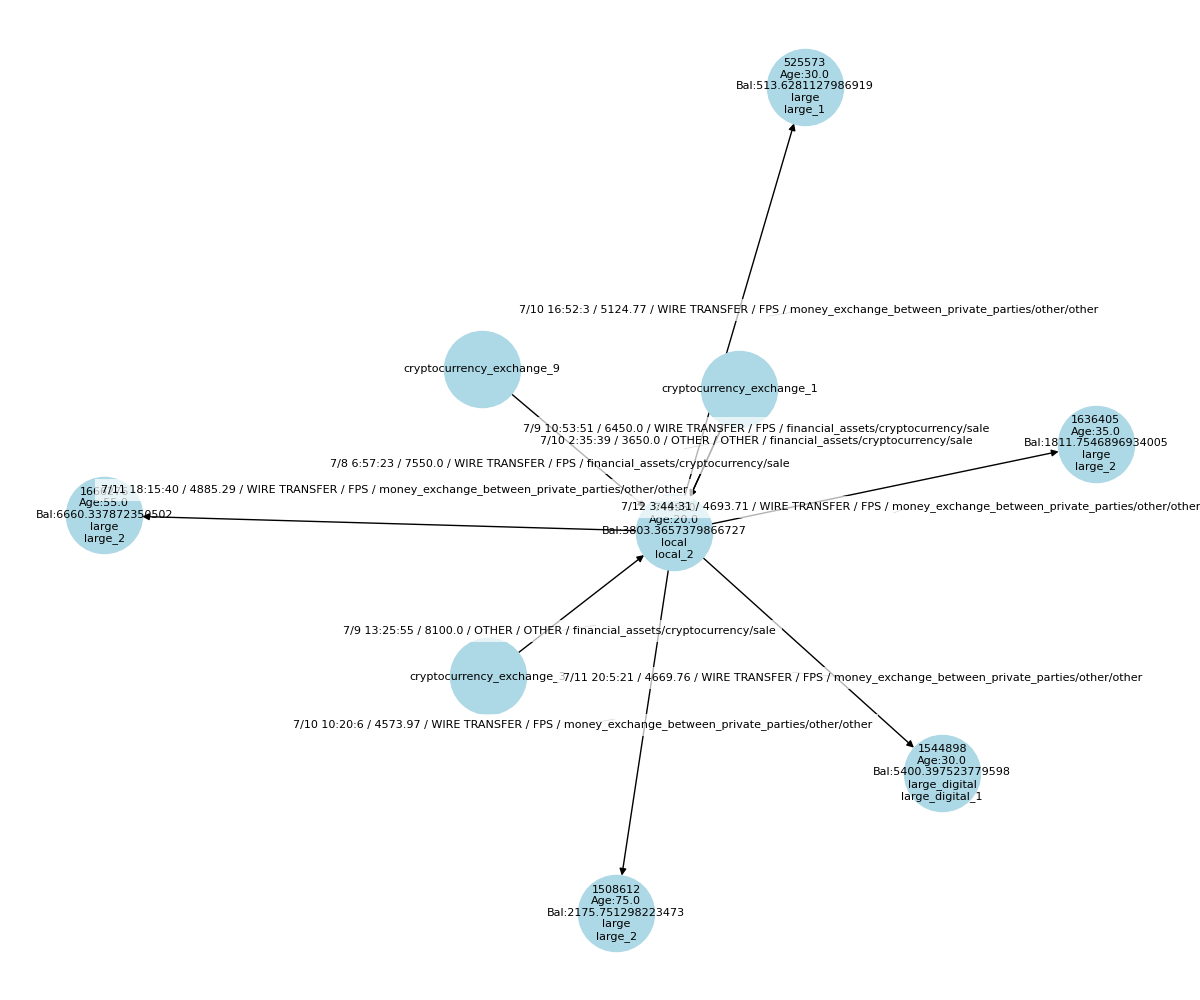 525573
Age:30.0
Bal:513.6281127986919
large
large_1
7/10 16:52:3 / 5124.77 / WIRE TRANSFER / FPS / money_exchange_between_private_parties/other/other
cryptocurrency_exchange_9
cryptocurrency_exchange_1
7/9 10:53:51 / 6450.0 / WIRE TRANSFER / FPS / financial_assets/cryptocurrency/sale
7/10 2:35:39 / 3650.0 / OTHER / OTHER / financial_assets/cryptocurrency/sale
1636405
Age:35.0
Bal:1811.7546896934005
large
large_2
7/8 6:57:23 / 7550.0 / WIRE TRANSFER / FPS / financial_assets/cryptocurrency/sale
7/11 18:15:40 / 4885.29 / WIRE TRANSFER / FPS / money_exchange_between_private_parties/other/other
Age:55.0
Bal:6660.337872359502
large
large_2
7/12 3:44:31 / 4693.71 / WIRE TRANSFER / FPS / money_exchange_between_private_parties/other/other
Age:20.0
Bal:3803.3657379866727
local
local_2
7/9 13:25:55 / 8100.0 / OTHER / OTHER / financial_assets/cryptocurrency/sale
cryptocurrency_exchange_3
7/11 20:5:21 / 4669.76 / WIRE TRANSFER / FPS / money_exchange_between_private_parties/other/other
7/10 10:20:6 / 4573.97 / WIRE TRANSFER / FPS / money_exchange_between_private_parties/other/other
1544898
Age:30.0
Bal:5400.397523779598
large_digital
large_digital_1
1508612
Age:75.0
Bal:2175.751298223473
large
large_2